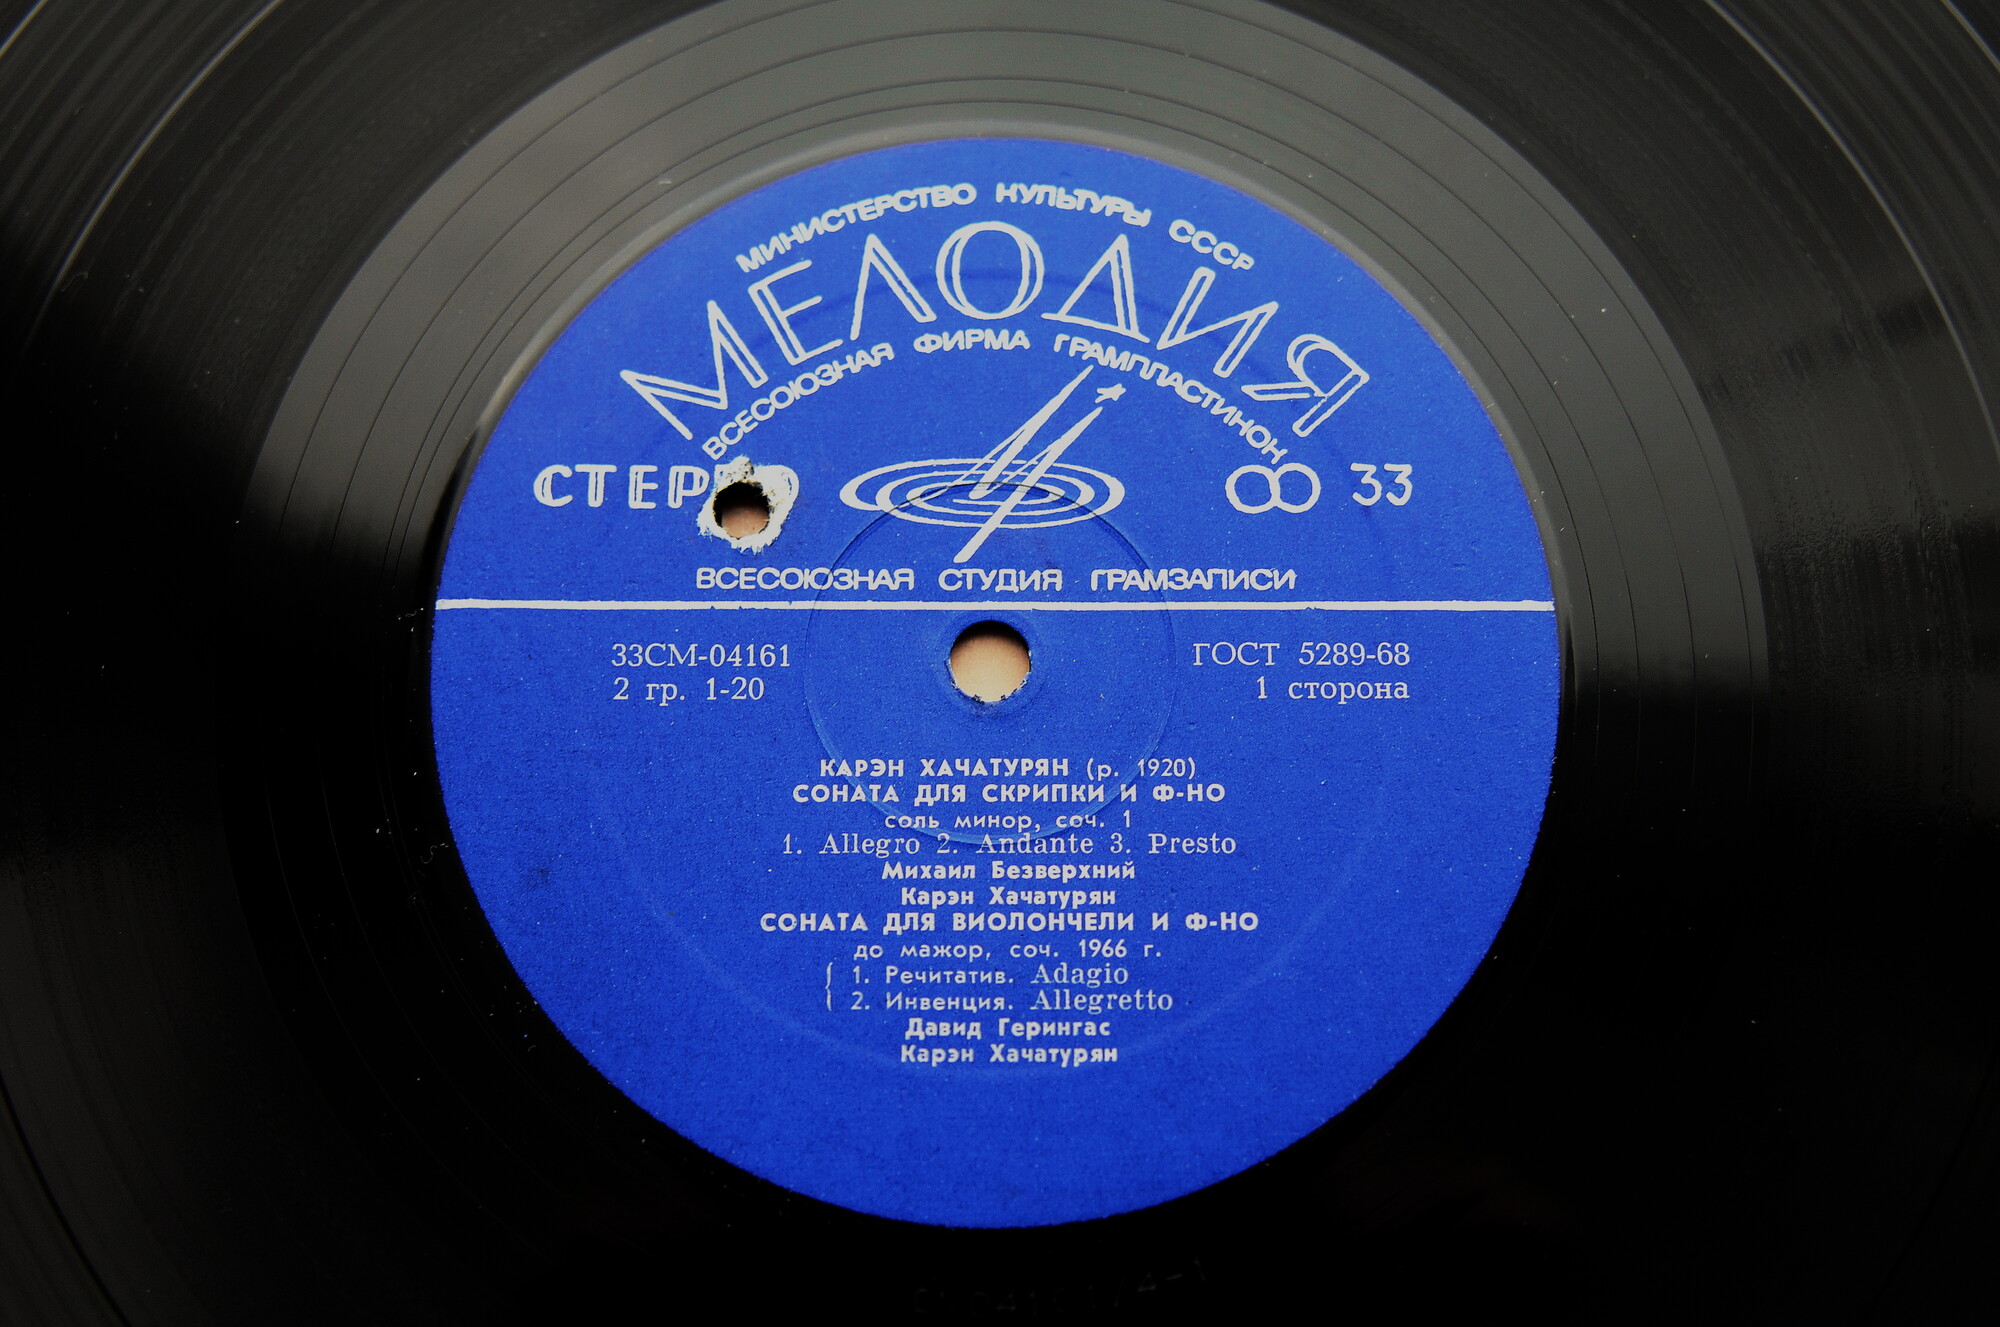 МИНИСТЕРСТВО КУЛЬТУРЫ СССР
МЕЛОДИЯ
ВСЕСОЮЗНАЯ ФИРМА ГРАМПЛАСТИНОК
СТЕРЕО 33
ВСЕСОЮЗНАЯ СТУДИЯ ГРАМЗАПИСИ
33СМ-04161 ГОСТ 5289-68
2 гр. 1-20 1 сторона
КАРЭН ХАЧАТУРЯН (р. 1920)
СОНАТА ДЛЯ СКРИПКИ И Ф-НО
соль минор, соч. 1
1. Allegro 2. Andante 3. Presto
Михаил Безверхний
Карэн Хачатурян
СОНАТА ДЛЯ ВИОЛОНЧЕЛИ И Ф-НО
до мажор, соч. 1966 г.
1. Речитатив. Adagio
2. Инвенция. Allegretto
Давид Герингас
Карэн Хачатурян